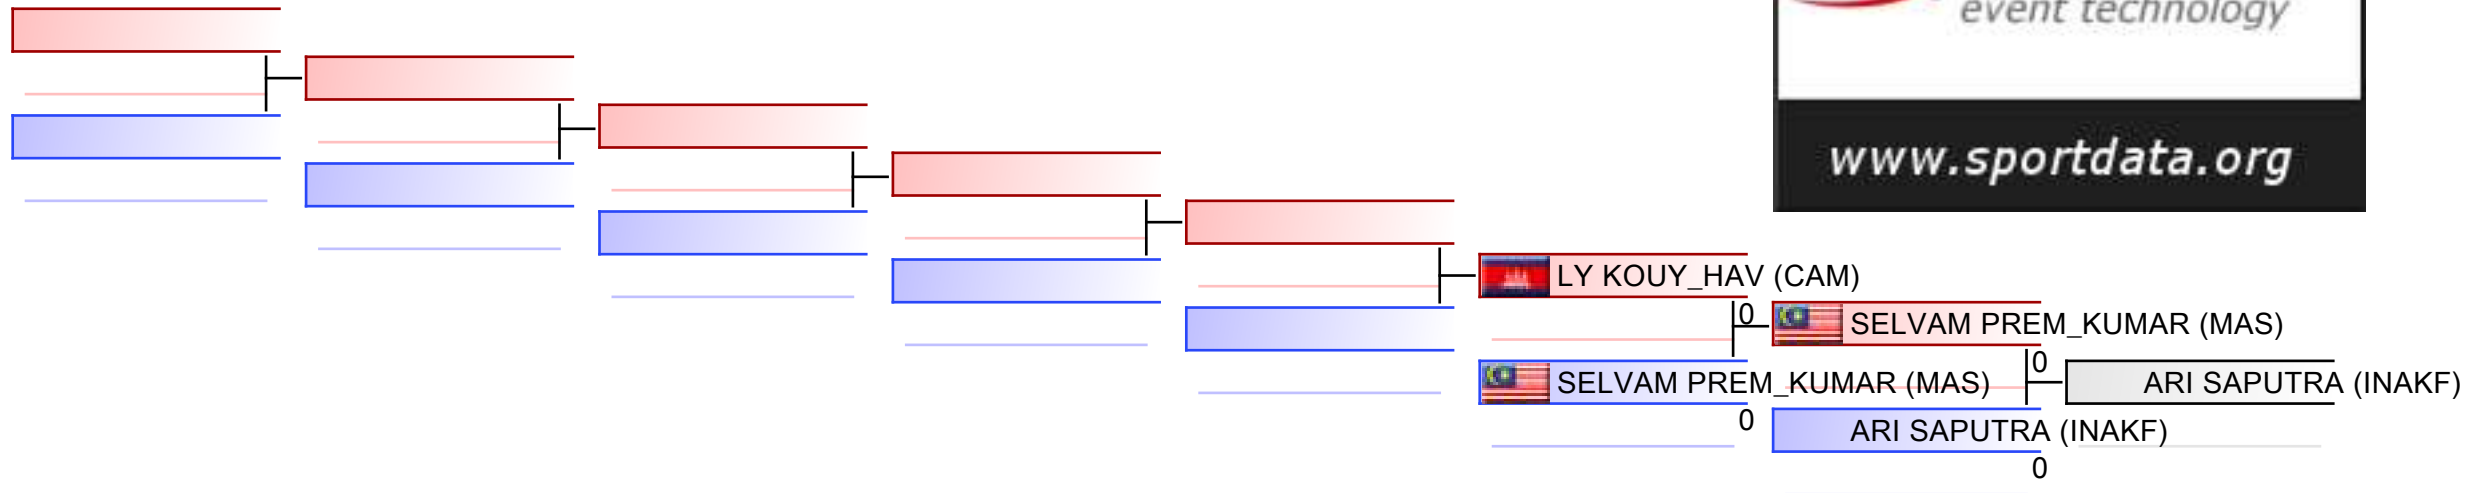 event technology
www.sportdata.org
LY KOUY_HAV (CAM)
0
SELVAM PREM_KUMAR (MAS)
0
SELVAM PREM_KUMAR (MAS)
0
ARI SAPUTRA (INAKF)
0
ARI SAPUTRA (INAKF)